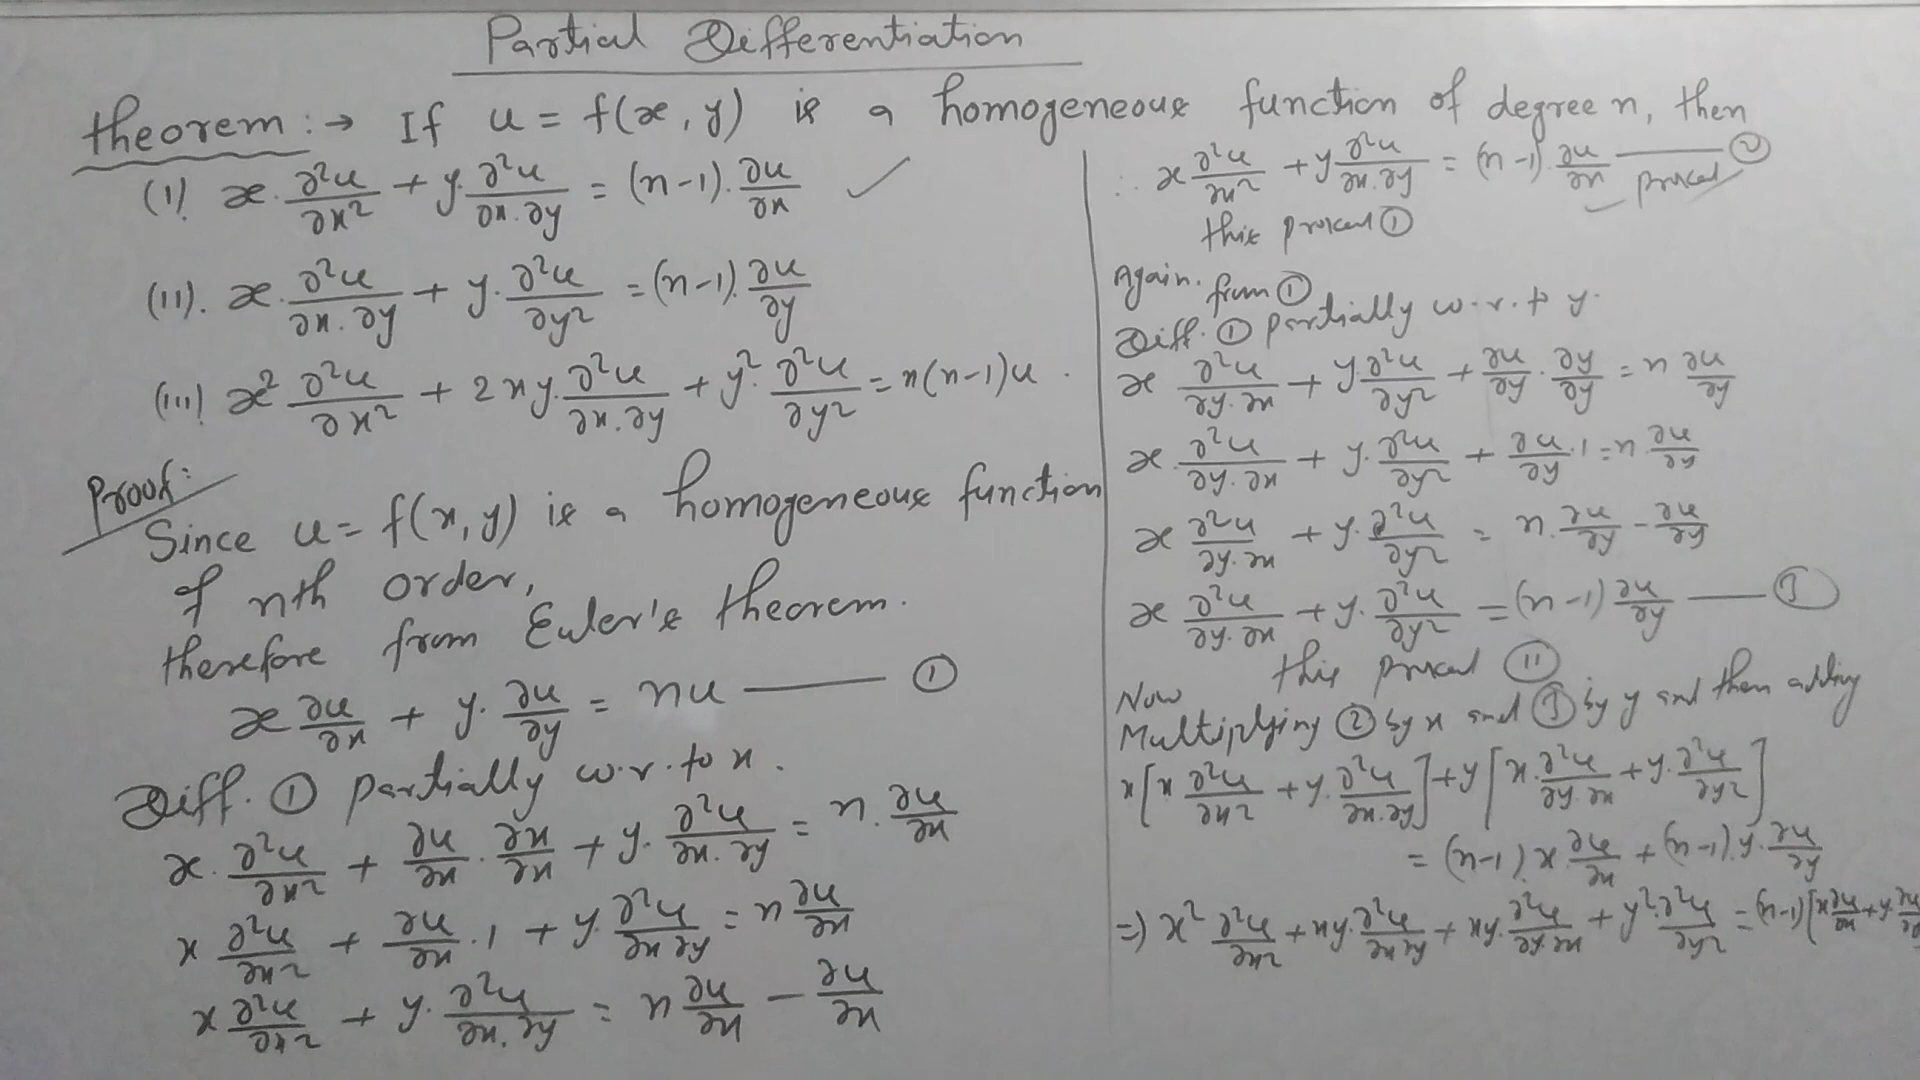 Partial Differentiation
theorem :→ If u = f(x, y) is a homogeneous function of degree n, then
(I) x. ∂²u/∂x² + y. ∂²u/∂x.∂y = (n-1). ∂u/∂x ✓
(II). x. ∂²u/∂x.∂y + y. ∂²u/∂y² = (n-1). ∂u/∂y
(III) x² ∂²u/∂x² + 2xy. ∂²u/∂x.∂y + y². ∂²u/∂y² = n(n-1)u.
Proof:
Since u = f(x, y) is a homogeneous function
of nth order,
therefore from Euler's theorem.
x ∂u/∂x + y. ∂u/∂y = nu —— ①
Diff. ① partially w.r. to x.
x. ∂²u/∂x² + ∂u/∂x . ∂x/∂x + y. ∂²u/∂x.∂y = n. ∂u/∂x
x ∂²u/∂x² + ∂u/∂x .1 + y. ∂²u/∂x∂y = n ∂u/∂x
x ∂²u/∂x² + y. ∂²u/∂x.∂y = n ∂u/∂x - ∂u/∂x
∴ x ∂²u/∂x² + y ∂²u/∂x.∂y = (n-1). ∂u/∂x —— ②
proved
this proved ①
Again. from ①
Diff. ① partially w.r. to y.
x ∂²u/∂y.∂x + y. ∂²u/∂y² + ∂u/∂y . ∂y/∂y = n ∂u/∂y
x. ∂²u/∂y.∂x + y. ∂²u/∂y² + ∂u/∂y .1 = n. ∂u/∂y
x ∂²u/∂y.∂x + y. ∂²u/∂y² = n. ∂u/∂y - ∂u/∂y
x ∂²u/∂y.∂x + y. ∂²u/∂y² = (n-1) ∂u/∂y —— ③
this proved ⑪
Now
Multiplying ② by x and ③ by y and then adding
x[x ∂²u/∂x² + y. ∂²u/∂x.∂y] + y[x. ∂²u/∂y.∂x + y. ∂²u/∂y²]
= (n-1) x ∂u/∂x + (n-1). y. ∂u/∂y
=) x² ∂²u/∂x² + xy. ∂²u/∂x∂y + xy. ∂²u/∂y∂x + y². ∂²u/∂y² = (n-1)[x ∂u/∂x + y. ∂u/∂y